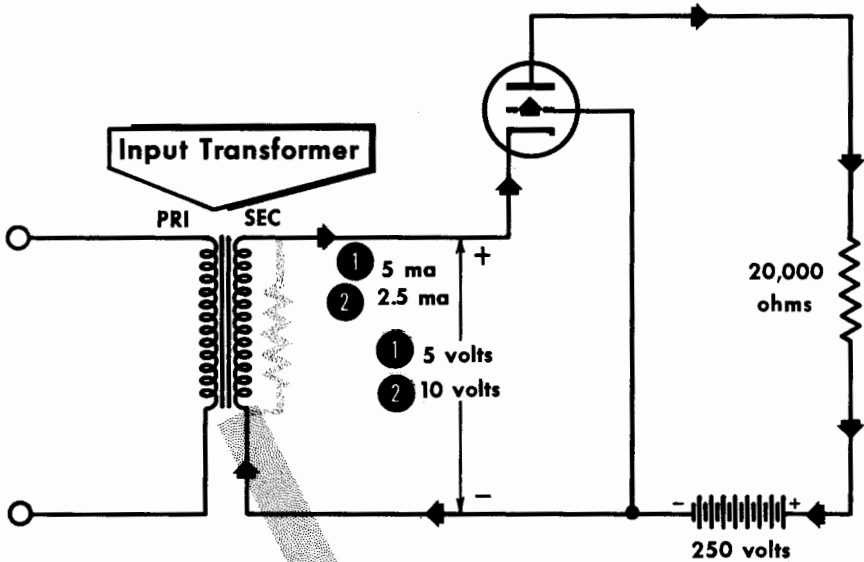 Input Transformer
PRI SEC
1 5 ma
2 2.5 ma
+
1 5 volts
2 10 volts
-
20,000
ohms
- +
250 volts